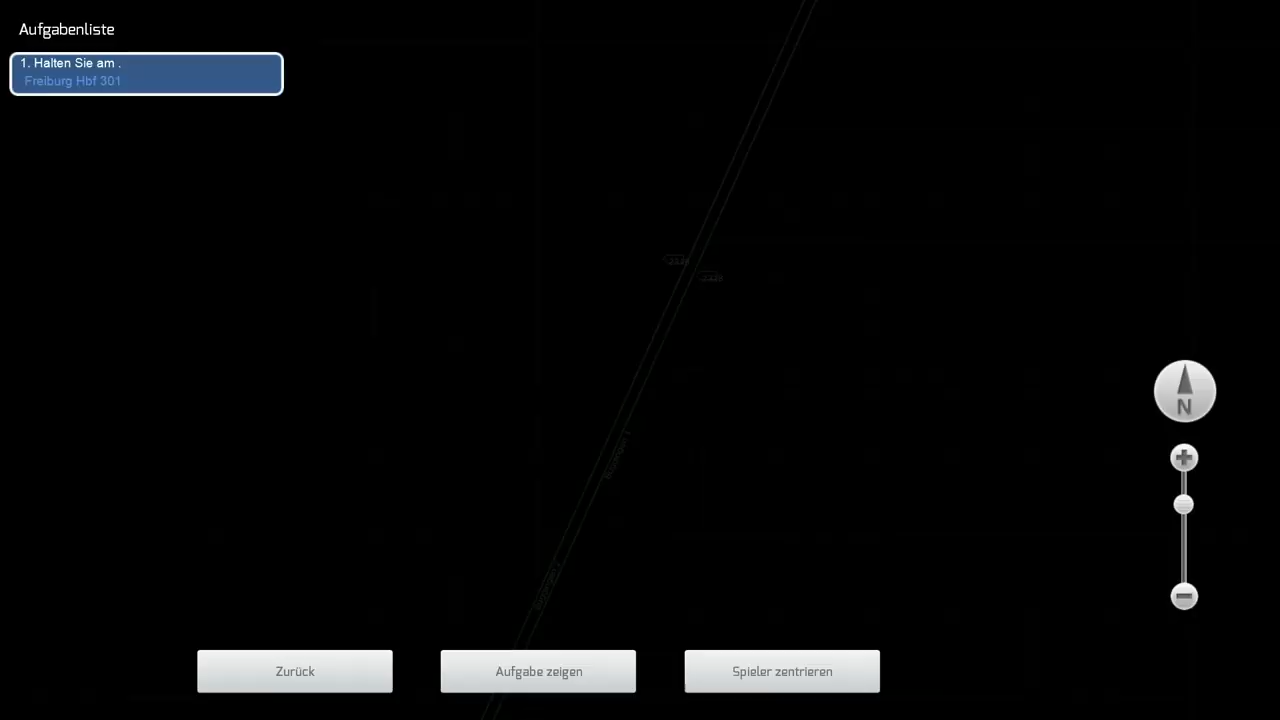 Aufgabenliste
1. Halten Sie am .
Freiburg Hbf 301
N
Zurück
Aufgabe zeigen
Spieler zentrieren